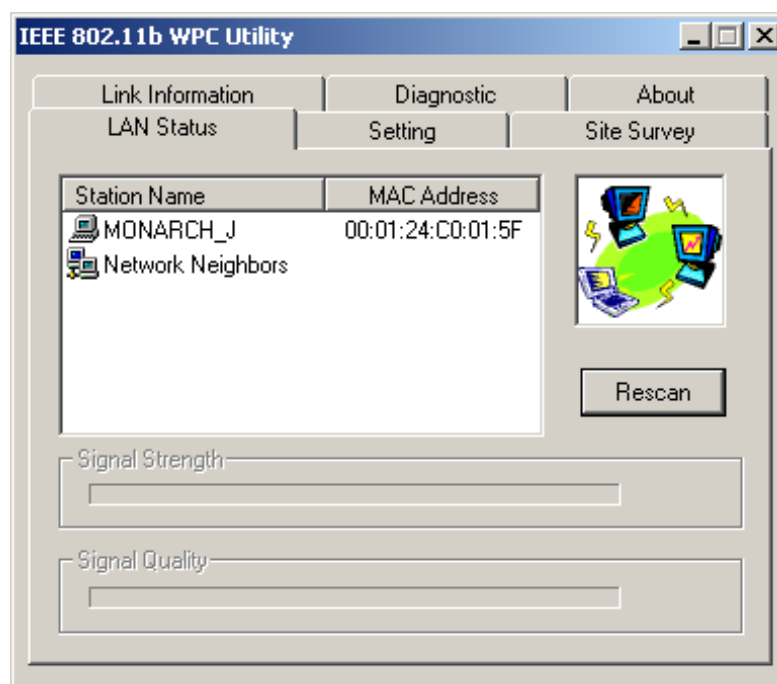 IEEE 802.11b WPC Utility
Link Information Diagnostic About
LAN Status Setting Site Survey
Station Name MAC Address
MONARCH_J 00:01:24:C0:01:5F
Network Neighbors
Rescan
Signal Strength
Signal Quality